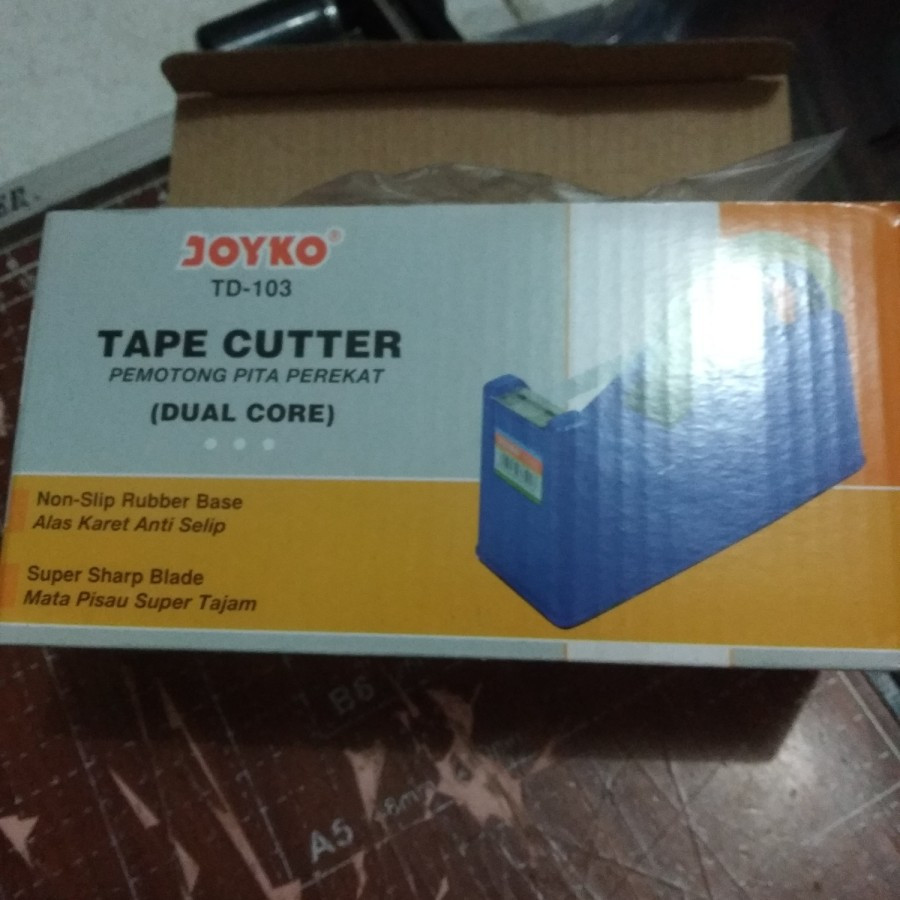 JOYKO®
TD-103
TAPE CUTTER
PEMOTONG PITA PEREKAT
(DUAL CORE)
Non-Slip Rubber Base
Alas Karet Anti Selip
Super Sharp Blade
Mata Pisau Super Tajam
B6
A5